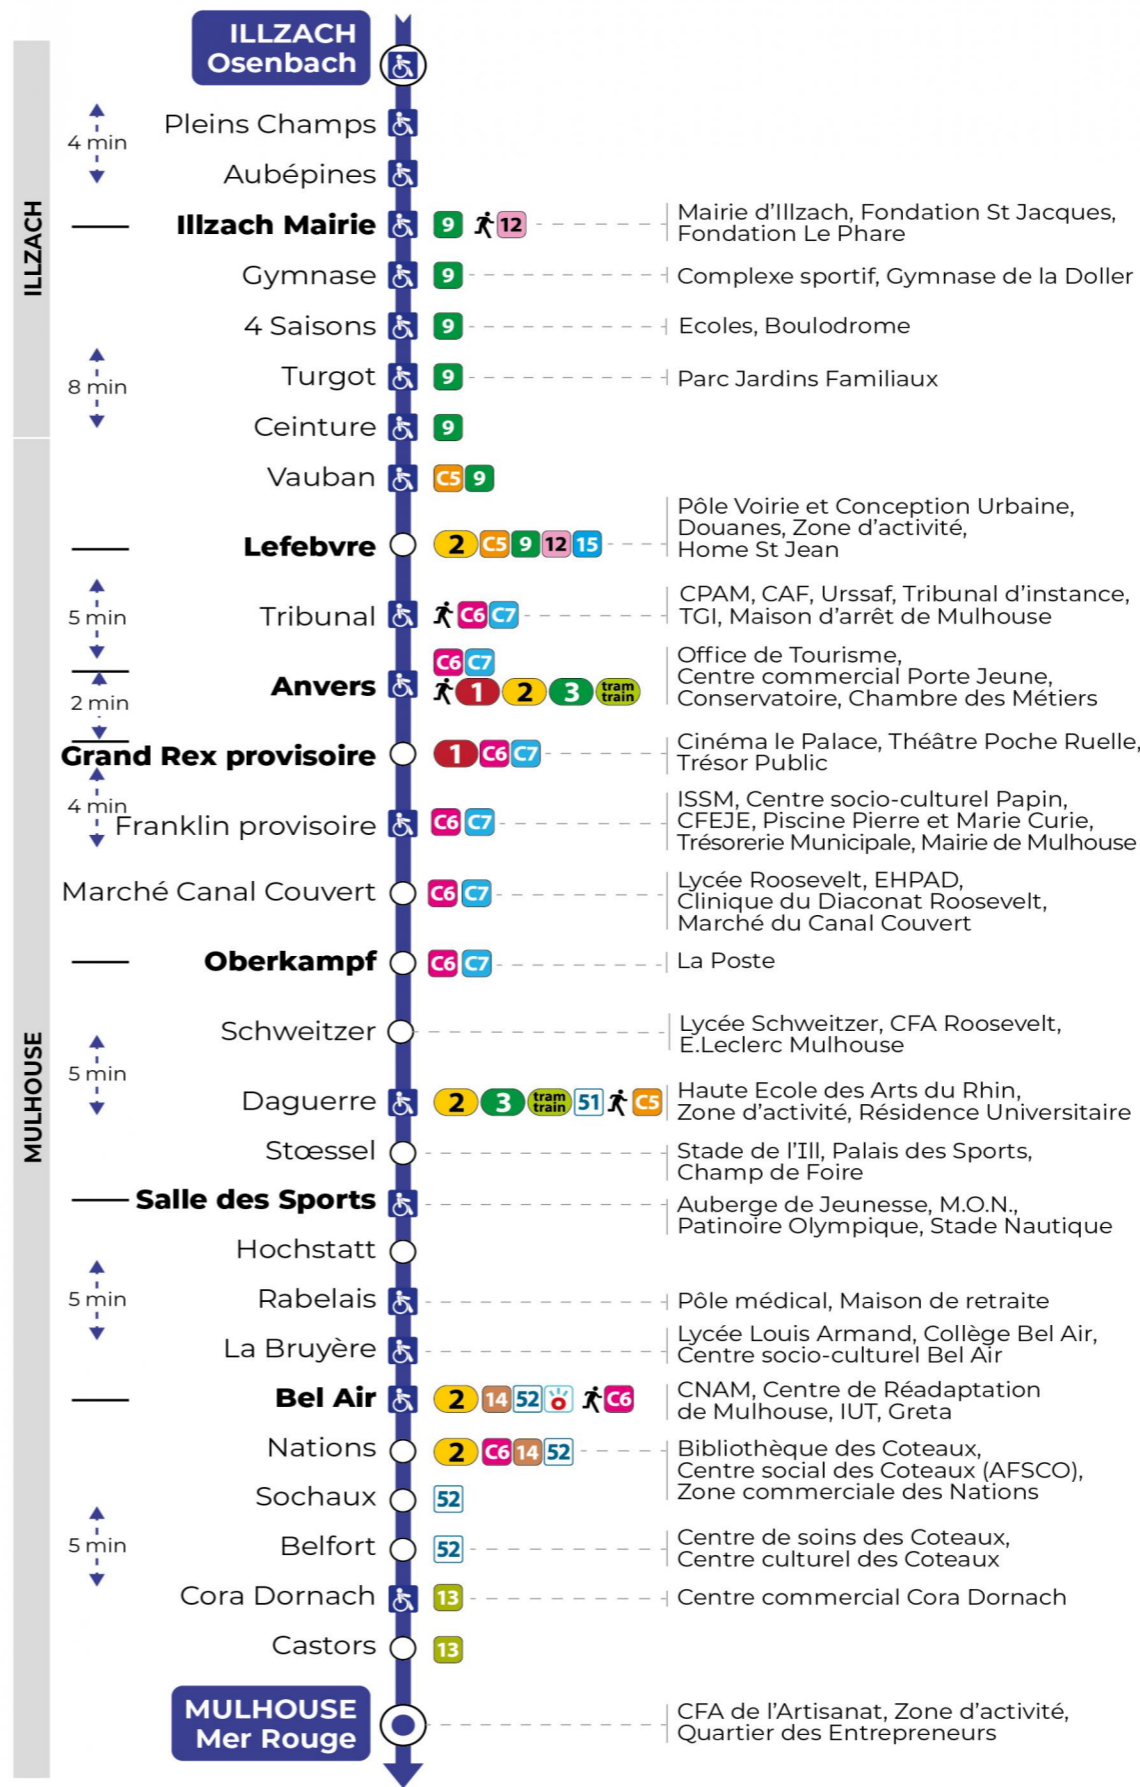 ILLZACH
Osenbach
Pleins Champs
4 min
Aubépines
ILLZACH
Illzach Mairie 9 12 Mairie d'Illzach, Fondation St Jacques,
Fondation Le Phare
Gymnase 9 Complexe sportif, Gymnase de la Doller
4 Saisons 9 Ecoles, Boulodrome
Turgot 9 Parc Jardins Familiaux
8 min
Ceinture 9
Vauban C5 9
Lefebvre 2 C5 9 12 15 Pôle Voirie et Conception Urbaine,
Douanes, Zone d'activité,
Home St Jean
5 min
Tribunal C6 C7 CPAM, CAF, Urssaf, Tribunal d'instance,
TGI, Maison d'arrêt de Mulhouse
C6 C7
Anvers 1 2 3 tram train Office de Tourisme,
Centre commercial Porte Jeune,
Conservatoire, Chambre des Métiers
2 min
Grand Rex provisoire 1 C6 C7 Cinéma le Palace, Théâtre Poche Ruelle,
Trésor Public
4 min
Franklin provisoire C6 C7 ISSM, Centre socio-culturel Papin,
CFEJE, Piscine Pierre et Marie Curie,
Trésorerie Municipale, Mairie de Mulhouse
Marché Canal Couvert C6 C7 Lycée Roosevelt, EHPAD,
Clinique du Diaconat Roosevelt,
Marché du Canal Couvert
Oberkampf C6 C7 La Poste
MULHOUSE
Schweitzer Lycée Schweitzer, CFA Roosevelt,
E.Leclerc Mulhouse
5 min
Daguerre 2 3 tram train 51 C5 Haute Ecole des Arts du Rhin,
Zone d'activité, Résidence Universitaire
Stœssel Stade de l'Ill, Palais des Sports,
Champ de Foire
Salle des Sports Auberge de Jeunesse, M.O.N.,
Patinoire Olympique, Stade Nautique
Hochstatt
5 min
Rabelais Pôle médical, Maison de retraite
La Bruyère Lycée Louis Armand, Collège Bel Air,
Centre socio-culturel Bel Air
Bel Air 2 14 52 C6 CNAM, Centre de Réadaptation
de Mulhouse, IUT, Greta
Nations 2 C6 14 52 Bibliothèque des Coteaux,
Centre social des Coteaux (AFSCO),
Zone commerciale des Nations
Sochaux 52
5 min
Belfort 52 Centre de soins des Coteaux,
Centre culturel des Coteaux
Cora Dornach 13 Centre commercial Cora Dornach
Castors 13
MULHOUSE
Mer Rouge
CFA de l'Artisanat, Zone d'activité,
Quartier des Entrepreneurs